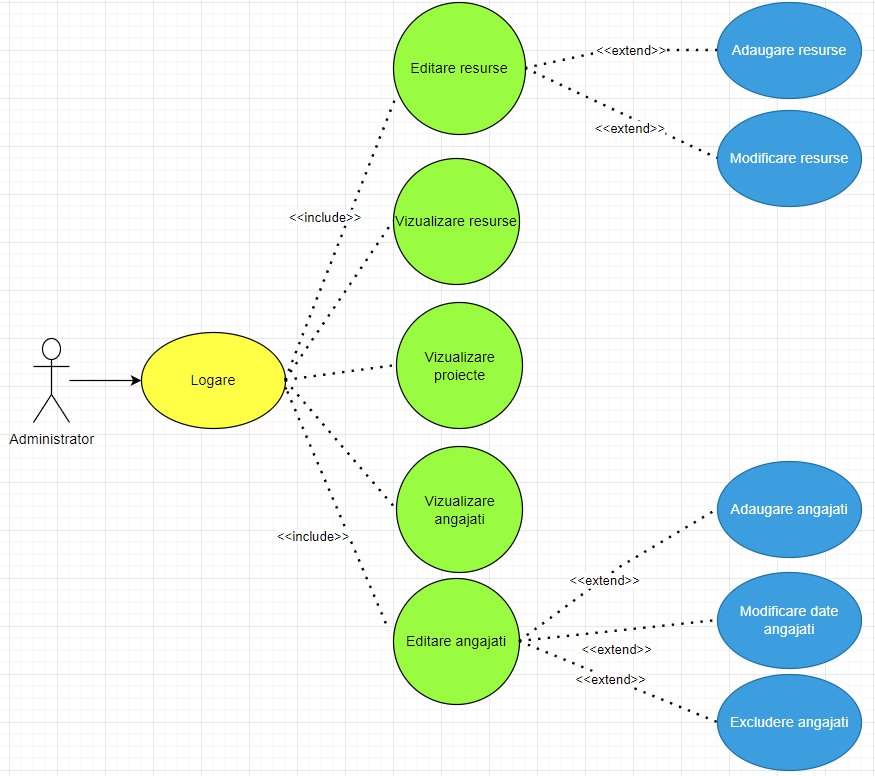 Editare resurse
<<extend>>
Adaugare resurse
<<extend>>
Modificare resurse
<<include>>
Vizualizare resurse
Vizualizare
proiecte
Logare
Administrator
Vizualizare
angajati
<<include>>
Editare angajati
<<extend>>
Adaugare angajati
<<extend>>
Modificare date
angajati
<<extend>>
Excludere angajati